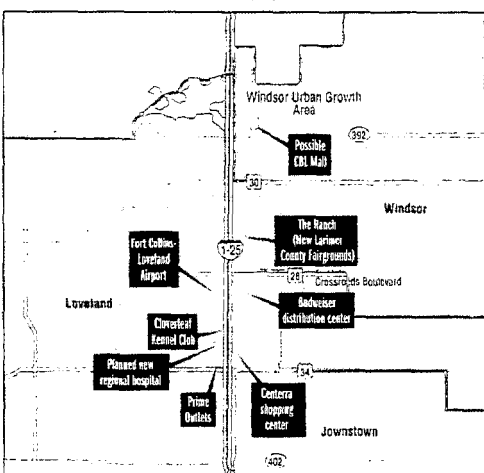 Windsor Urban Growth
Area
392
Possible
CBL Mall
30
Windsor
The Ranch
(New Larimer
County Fairgrounds)
Fort Collins-
Loveland
Airport
I-25
26
Crossroads Boulevard
Loveland
Budweiser
distribution center
Cloverleaf
Kennel Club
Planned new
regional hospital
34
Prime
Outlets
Centerra
shopping
center
Jownstown
402